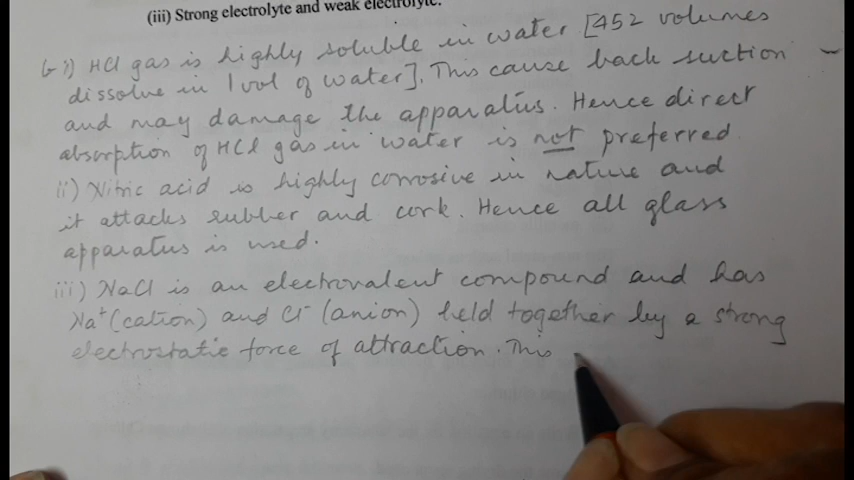 (iii) Strong electrolyte and weak electrolyte.
b i) HCl gas is highly soluble in water [452 volumes
dissolve in 1 vol of water]. This cause back suction
and may damage the apparatus. Hence direct
absorption of HCl gas in water is not preferred
ii) Nitric acid is highly corrosive in nature and
it attacks rubber and cork. Hence all glass
apparatus is used.
iii) NaCl is an electrovalent compound and has
Na⁺ (cation) and Cl⁻ (anion) held together by a strong
electrostatic force of attraction. This